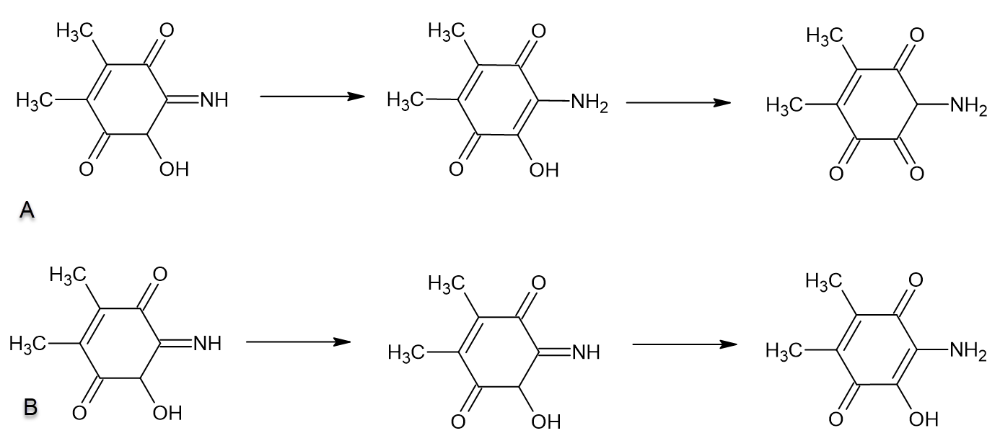 H₃C O H₃C O H₃C O
H₃C NH H₃C NH₂ H₃C NH₂
O OH O OH O O
A
H₃C O H₃C O H₃C O
H₃C NH H₃C NH H₃C NH₂
B O OH O OH O OH